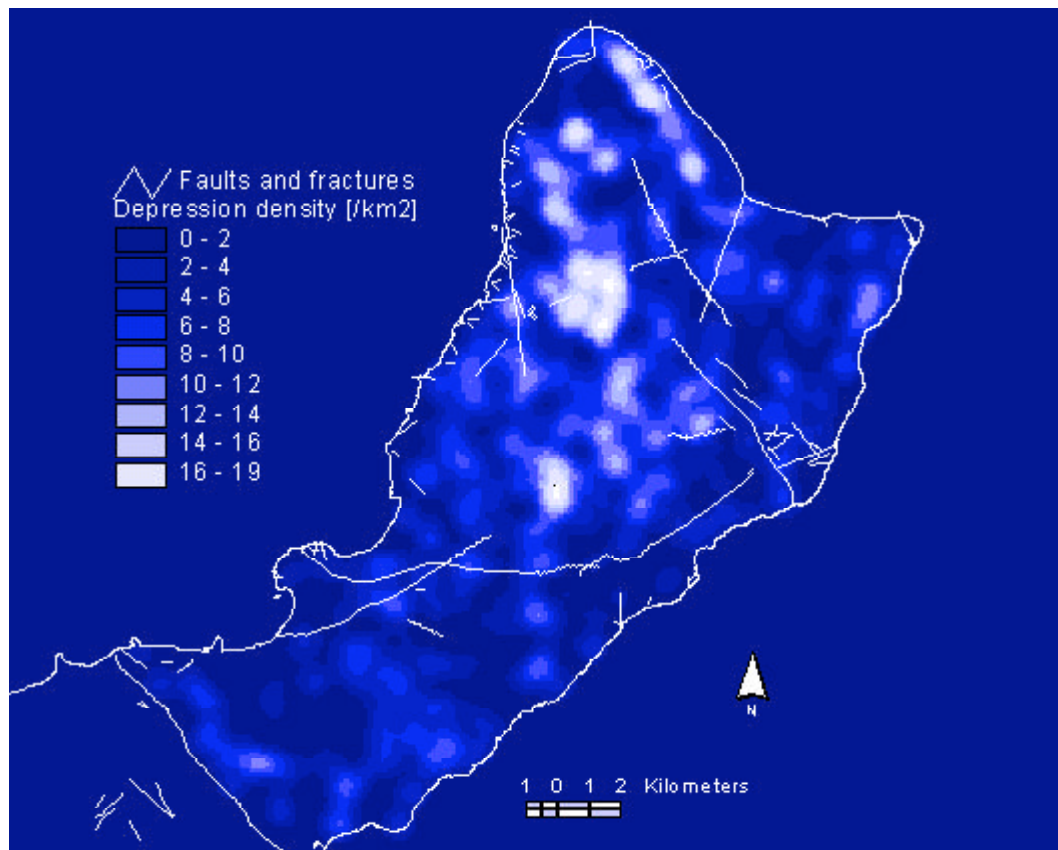 Faults and fractures
Depression density [/km2]
0 - 2
2 - 4
4 - 6
6 - 8
8 - 10
10 - 12
12 - 14
14 - 16
16 - 19
N
1 0 1 2 Kilometers